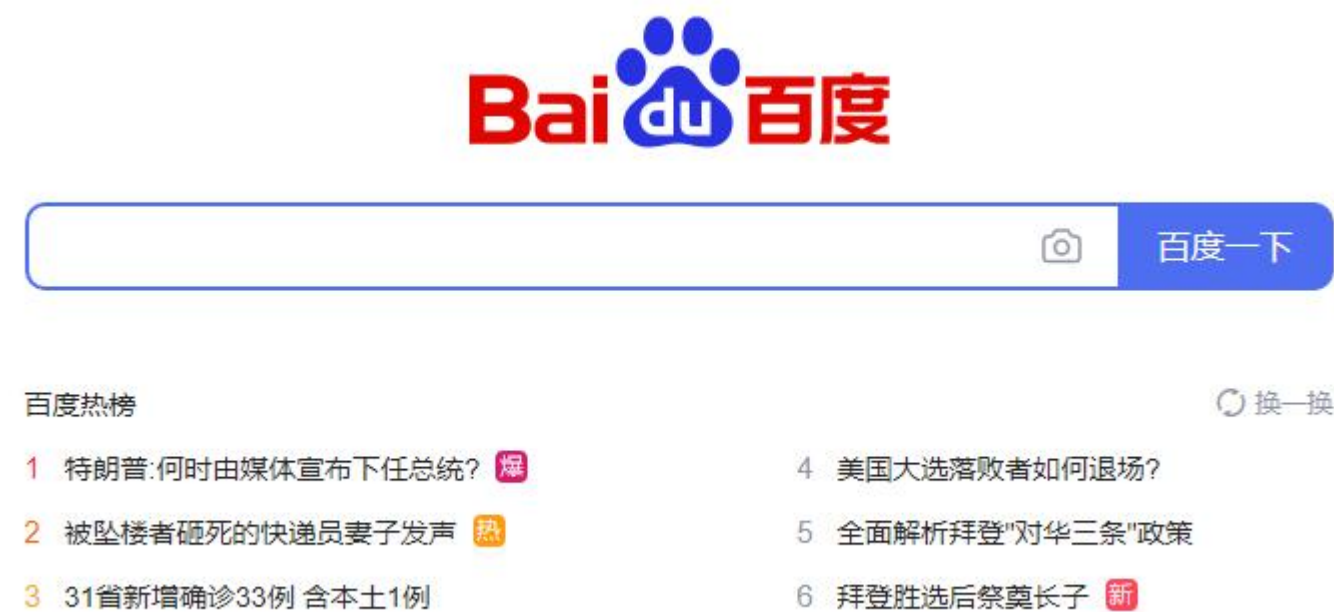 Bai du 百度
百度一下
百度热榜
换一换
1 特朗普:何时由媒体宣布下任总统? 爆
2 被坠楼者砸死的快递员妻子发声 热
3 31省新增确诊33例 含本土1例
4 美国大选落败者如何退场?
5 全面解析拜登"对华三条"政策
6 拜登胜选后祭奠长子 新